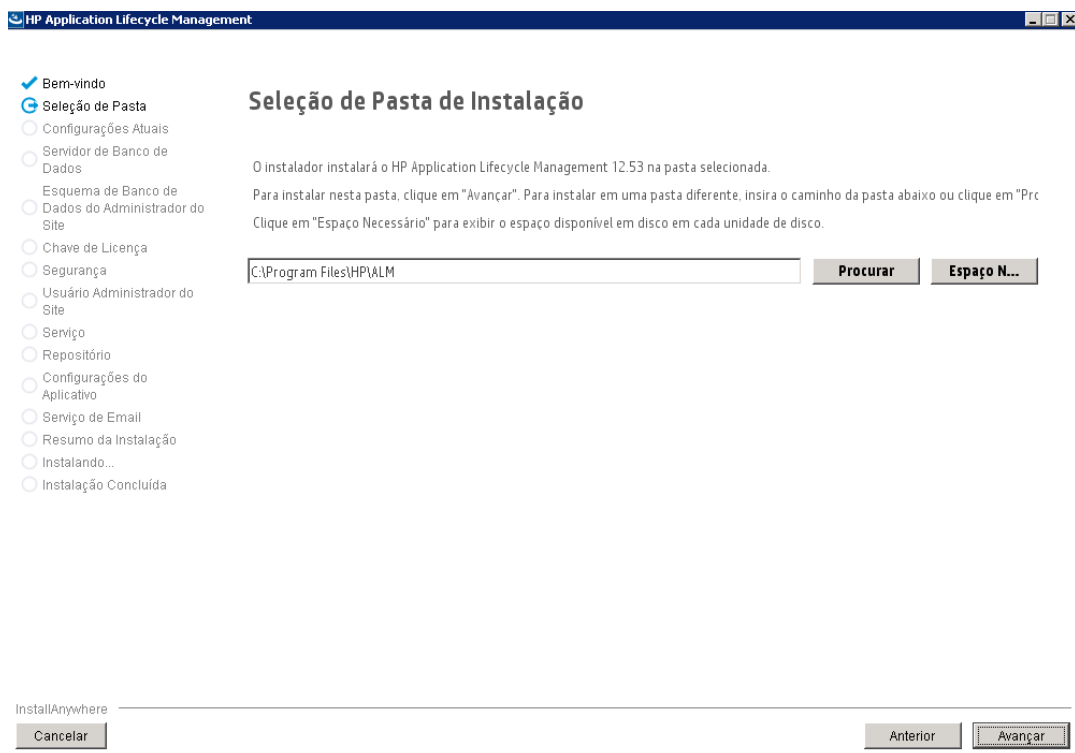 HP Application Lifecycle Management
Bem-vindo
Seleção de Pasta
Configurações Atuais
Servidor de Banco de
Dados
Esquema de Banco de
Dados do Administrador do
Site
Chave de Licença
Segurança
Usuário Administrador do
Site
Serviço
Repositório
Configurações do
Aplicativo
Serviço de Email
Resumo da Instalação
Instalando...
Instalação Concluída
Seleção de Pasta de Instalação
O instalador instalará o HP Application Lifecycle Management 12.53 na pasta selecionada.
Para instalar nesta pasta, clique em "Avançar". Para instalar em uma pasta diferente, insira o caminho da pasta abaixo ou clique em "Prc
Clique em "Espaço Necessário" para exibir o espaço disponível em disco em cada unidade de disco.
C:\Program Files\HP\ALM
Procurar
Espaço N...
InstallAnywhere
Cancelar
Anterior
Avançar